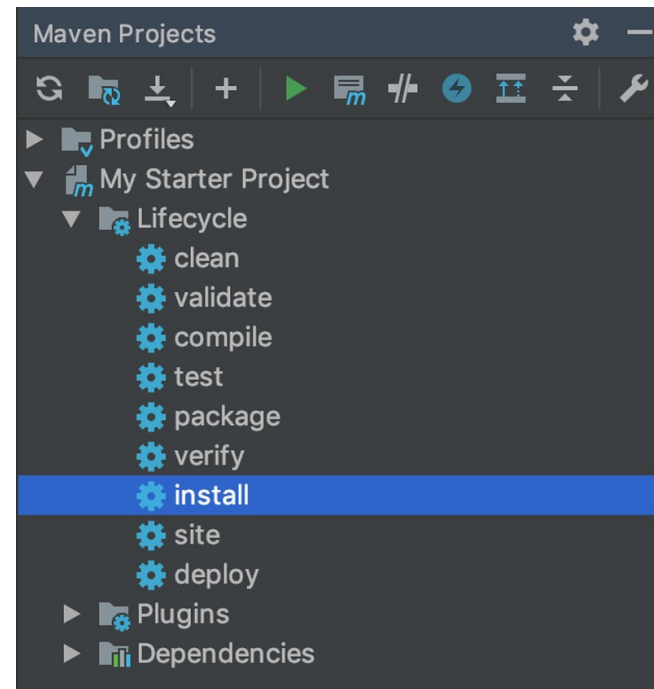 Maven Projects
Profiles
My Starter Project
Lifecycle
clean
validate
compile
test
package
verify
install
site
deploy
Plugins
Dependencies